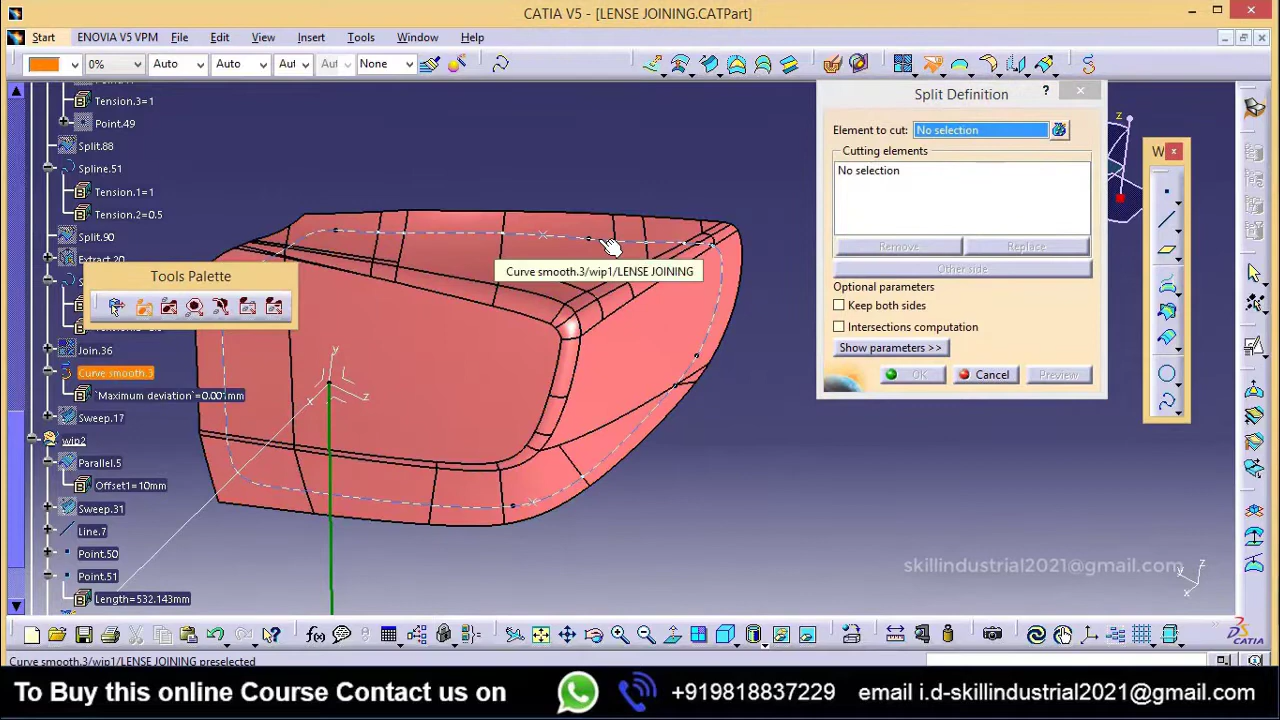 CATIA V5 - [LENSE JOINING.CATPart]
Start ENOVIA V5 VPM File Edit View Insert Tools Window Help
0% Auto Auto Aut Aut None
Tension.3=1
Point.49
Split.88
Spline.51
Tension.1=1
Tension.2=0.5
Split.90
Extract.20
Tools Palette
Join.36
Curve smooth.3
`Maximum deviation`=0.00
mm
Sweep.17
wip2
Parallel.5
Offset1=10mm
Swept.31
Line.7
Point.50
Point.51
Length=532.143mm
Curve smooth.3/wip1/LENSE JOINING
y
x
z
Split Definition
?
Element to cut: No selection
Cutting elements
No selection
Remove Replace
Other side
Optional parameters
Keep both sides
Intersections computation
Show parameters >>
OK Cancel Preview
z
W
skillindustrial2021@gmail.com
Curve smooth.3/wip1/LENSE JOINING preselected
CATIA
To Buy this online Course Contact us on +919818837229 email i.d-skillindustrial2021@gmail.com